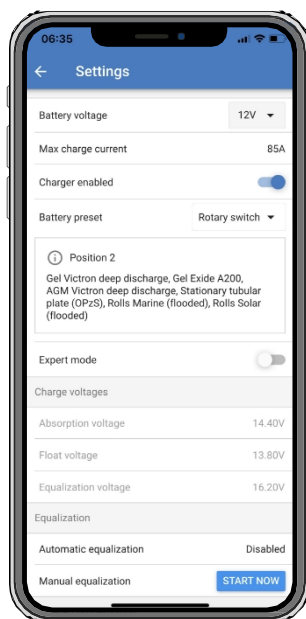 06:35
Settings
Battery voltage 12V
Max charge current 85A
Charger enabled
Battery preset Rotary switch
Position 2
Gel Victron deep discharge, Gel Exide A200,
AGM Victron deep discharge, Stationary tubular
plate (OPzS), Rolls Marine (flooded), Rolls Solar
(flooded)
Expert mode
Charge voltages
Absorption voltage 14.40V
Float voltage 13.80V
Equalization voltage 16.20V
Equalization
Automatic equalization Disabled
Manual equalization START NOW